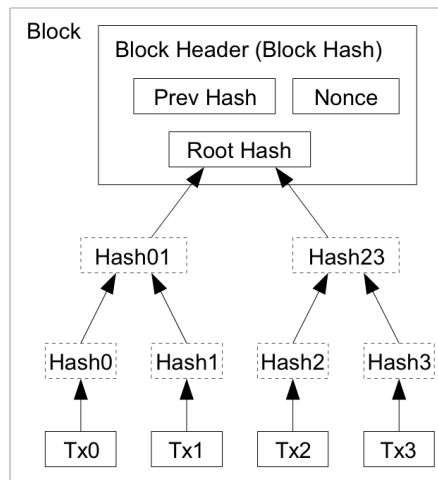 Block
Block Header (Block Hash)
Prev Hash
Nonce
Root Hash
Hash01
Hash23
Hash0
Hash1
Hash2
Hash3
Tx0
Tx1
Tx2
Tx3